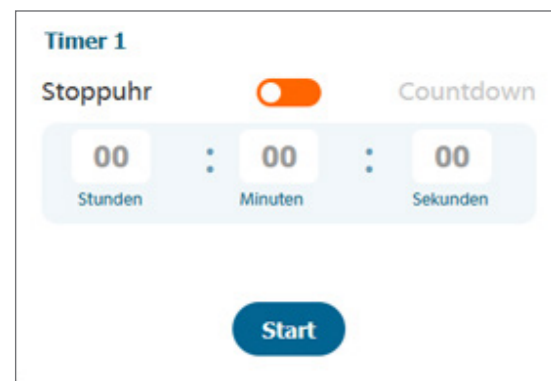 Timer 1
Stoppuhr Countdown
00 : 00 : 00
Stunden Minuten Sekunden
Start